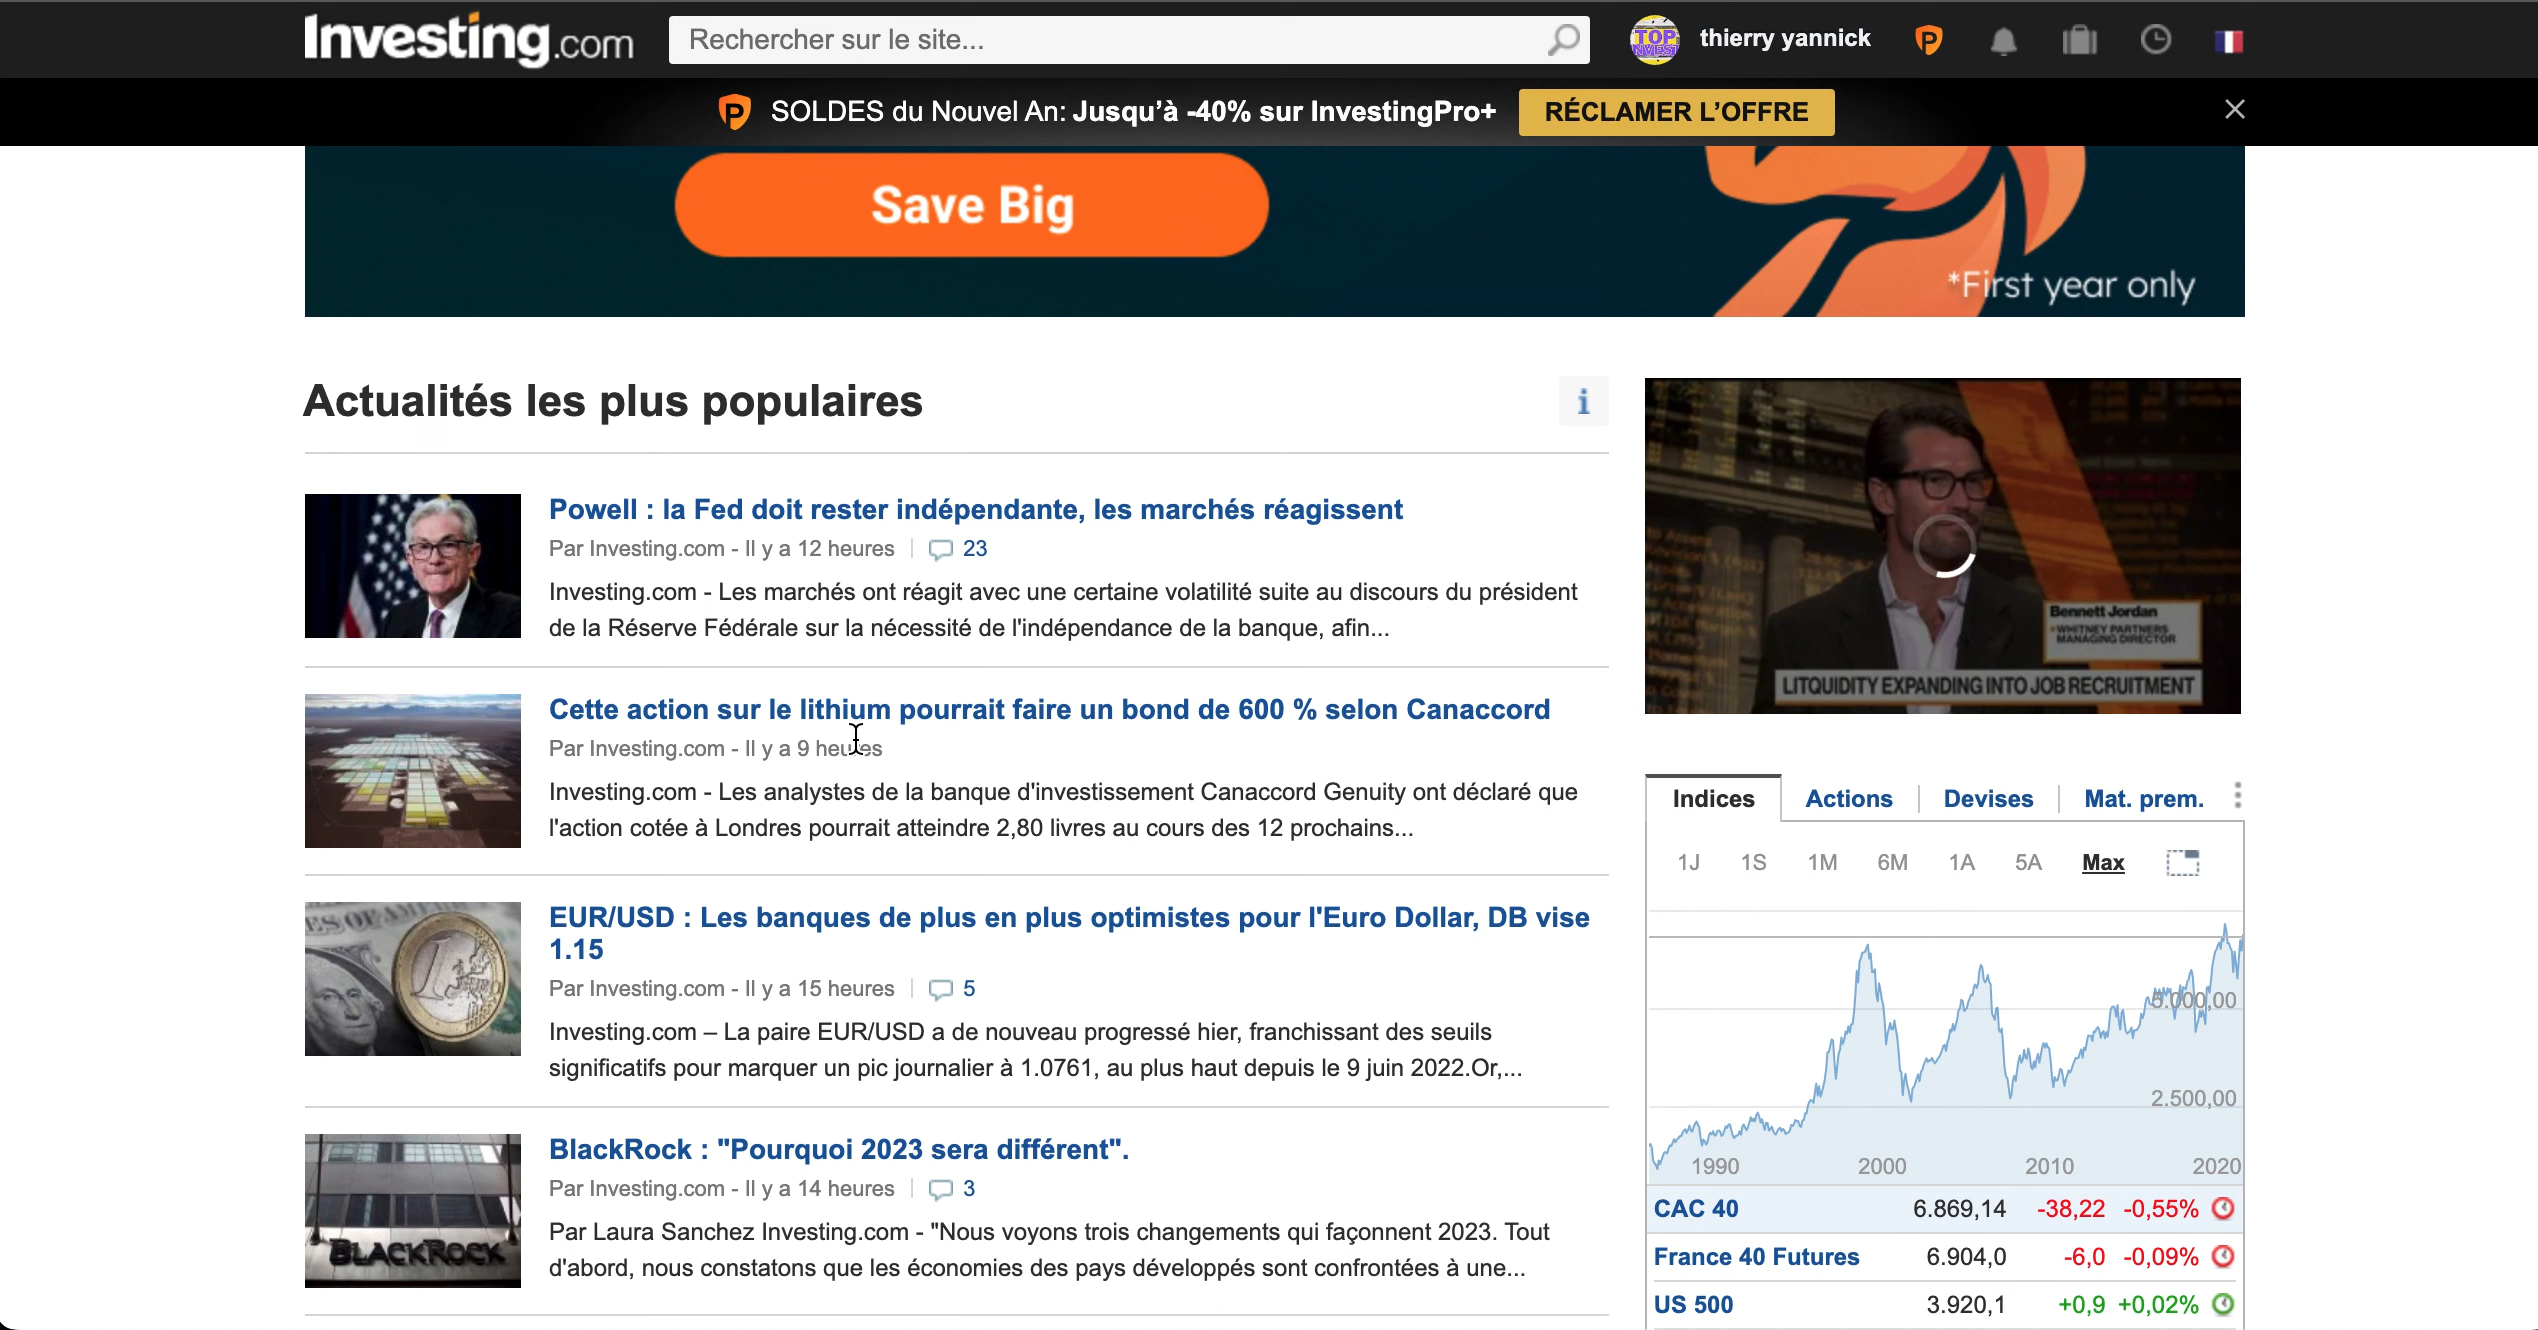 Investing.com
Rechercher sur le site...
TOP
INVEST
thierry yannick
P
P SOLDES du Nouvel An: Jusqu’à -40% sur InvestingPro+
RÉCLAMER L’OFFRE
Save Big
*First year only
Actualités les plus populaires
i
Powell : la Fed doit rester indépendante, les marchés réagissent
Par Investing.com - Il y a 12 heures
23
Investing.com - Les marchés ont réagit avec une certaine volatilité suite au discours du président
de la Réserve Fédérale sur la nécessité de l'indépendance de la banque, afin...
Cette action sur le lithium pourrait faire un bond de 600 % selon Canaccord
Par Investing.com - Il y a 9 heures
Investing.com - Les analystes de la banque d'investissement Canaccord Genuity ont déclaré que
l'action cotée à Londres pourrait atteindre 2,80 livres au cours des 12 prochains...
EUR/USD : Les banques de plus en plus optimistes pour l'Euro Dollar, DB vise
1.15
Par Investing.com - Il y a 15 heures
5
Investing.com – La paire EUR/USD a de nouveau progressé hier, franchissant des seuils
significatifs pour marquer un pic journalier à 1.0761, au plus haut depuis le 9 juin 2022.Or,...
BLACKROCK
BlackRock : "Pourquoi 2023 sera différent".
Par Investing.com - Il y a 14 heures
3
Par Laura Sanchez Investing.com - "Nous voyons trois changements qui façonnent 2023. Tout
d'abord, nous constatons que les économies des pays développés sont confrontées à une...
Bennett Jordan
WHITNEY PARTNERS
MANAGING DIRECTOR
LITQUIDITY EXPANDING INTO JOB RECRUITMENT
Indices
Actions
Devises
Mat. prem.
1J 1S 1M 6M 1A 5A Max
5.000,00
2.500,00
1990 2000 2010 2020
CAC 40 6.869,14 -38,22 -0,55%
France 40 Futures 6.904,0 -6,0 -0,09%
US 500 3.920,1 +0,9 +0,02%